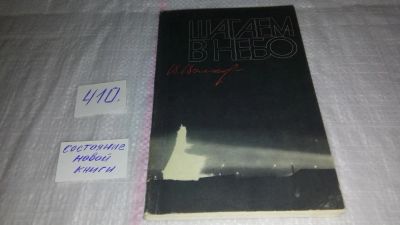 ШАГАЕМ
В НЕБО
410.
состояние
новой
книги